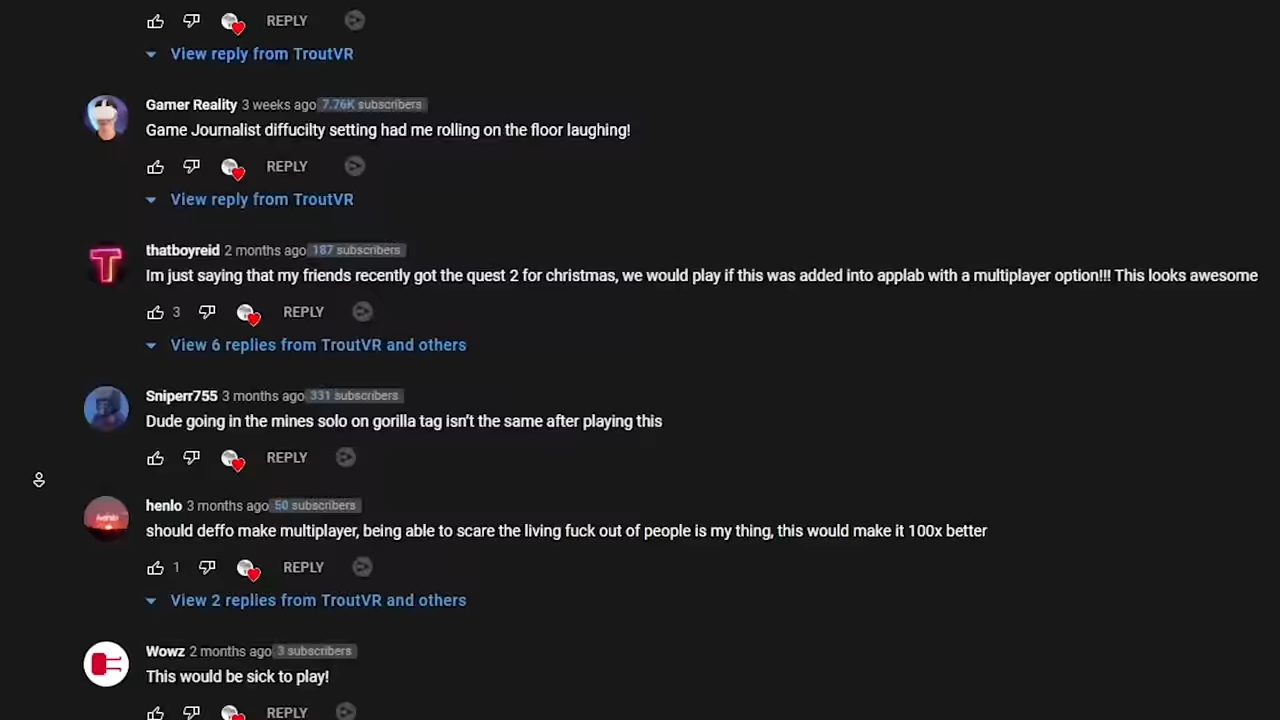 REPLY
View reply from TroutVR
Gamer Reality 3 weeks ago 7.76K subscribers
Game Journalist diffucilty setting had me rolling on the floor laughing!
REPLY
View reply from TroutVR
T
thatboyreid 2 months ago 187 subscribers
Im just saying that my friends recently got the quest 2 for christmas, we would play if this was added into applab with a multiplayer option!!! This looks awesome
3 REPLY
View 6 replies from TroutVR and others
Sniperr755 3 months ago 331 subscribers
Dude going in the mines solo on gorilla tag isn't the same after playing this
REPLY
henlo 3 months ago 50 subscribers
should deffo make multiplayer, being able to scare the living fuck out of people is my thing, this would make it 100x better
1 REPLY
View 2 replies from TroutVR and others
Wowz 2 months ago 3 subscribers
This would be sick to play!
REPLY